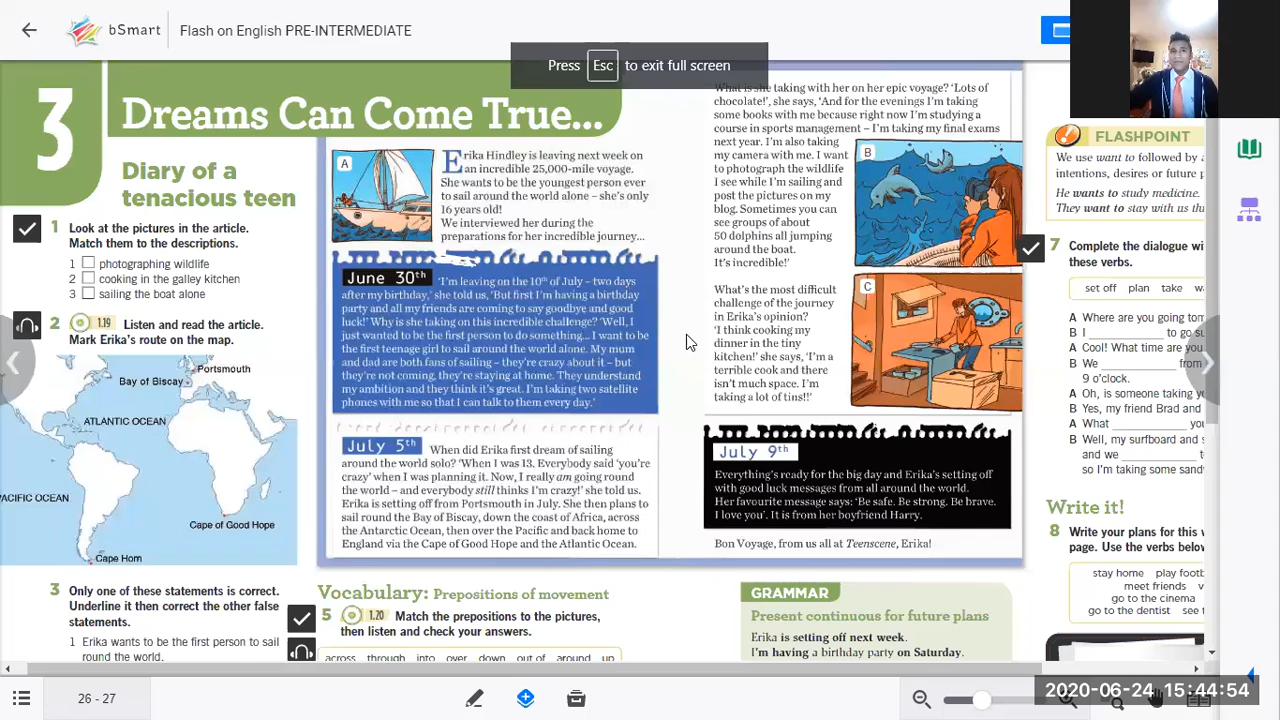 bSmart
Flash on English PRE-INTERMEDIATE
Press Esc to exit full screen
3
Dreams Can Come True...
Diary of a
tenacious teen
1 Look at the pictures in the article.
Match them to the descriptions.
1 photographing wildlife
2 cooking in the galley kitchen
3 sailing the boat alone
2 1.19 Listen and read the article.
Mark Erika's route on the map.
Portsmouth
Bay of Biscay
ATLANTIC OCEAN
PACIFIC OCEAN
Cape of Good Hope
Cape Horn
3 Only one of these statements is correct.
Underline it then correct the other false
statements.
1 Erika wants to be the first person to sail
round the world.
A
Erika Hindley is leaving next week on
an incredible 25,000-mile voyage.
She wants to be the youngest person ever
to sail around the world alone – she's only
16 years old!
We interviewed her during the
preparations for her incredible journey...
June 30th
'I'm leaving on the 10th of July – two days
after my birthday,' she told us, 'But first I'm having a birthday
party and all my friends are coming to say goodbye and good
luck!' Why is she taking on this incredible challenge? 'Well, I
just wanted to be the first person to do something... I want to be
the first teenage girl to sail around the world alone. My mum
and dad are both fans of sailing – they're crazy about it – but
they're not coming, they're staying at home. They understand
my ambition and they think it's great. I'm taking two satellite
phones with me so that I can talk to them every day.'
July 5th
When did Erika first dream of sailing
around the world solo? 'When I was 13. Everybody said 'you're
crazy' when I was planning it. Now, I really am going round
the world – and everybody still thinks I'm crazy!' she told us.
Erika is setting off from Portsmouth in July. She then plans to
sail round the Bay of Biscay, down the coast of Africa, across
the Antarctic Ocean, then over the Pacific and back home to
England via the Cape of Good Hope and the Atlantic Ocean.
What is she taking with her on her epic voyage? 'Lots of
chocolate!', she says, 'And for the evenings I'm taking
some books with me because right now I'm studying a
course in sports management – I'm taking my final exams
next year. I'm also taking
my camera with me. I want
to photograph the wildlife
I see while I'm sailing and
post the pictures on my
blog. Sometimes you can
see groups of about
50 dolphins all jumping
around the boat.
It's incredible!'
B
What's the most difficult
challenge of the journey
in Erika's opinion?
'I think cooking my
dinner in the tiny
kitchen!' she says, 'I'm a
terrible cook and there
isn't much space. I'm
taking a lot of tins!!'
C
July 9th
Everything's ready for the big day and Erika's setting off
with good luck messages from all around the world.
Her favourite message says: 'Be safe. Be strong. Be brave.
I love you'. It is from her boyfriend Harry.
Bon Voyage, from us all at Teenscene, Erika!
Vocabulary: Prepositions of movement
5 1.20 Match the prepositions to the pictures,
then listen and check your answers.
across through into over down out of around up
GRAMMAR
Present continuous for future plans
Erika is setting off next week.
I'm having a birthday party on Saturday.
FLASHPOINT
We use want to followed by
intentions, desires or future
He wants to study medicine.
They want to stay with us
7 Complete the dialogue
these verbs.
set off plan take
A Where are you going
B I ____ to go
A Cool! What time are you
B We ____ from
9 o'clock.
A Oh, is someone taking
B Yes, my friend Brad and
A What ____
B Well, my surfboard and
and we ____
so I'm taking some
Write it!
8 Write your plans for this
page. Use the verbs below
stay home play
meet friends
go to the cinema
go to the dentist see
26 - 27
2020-06-24 15:44:54